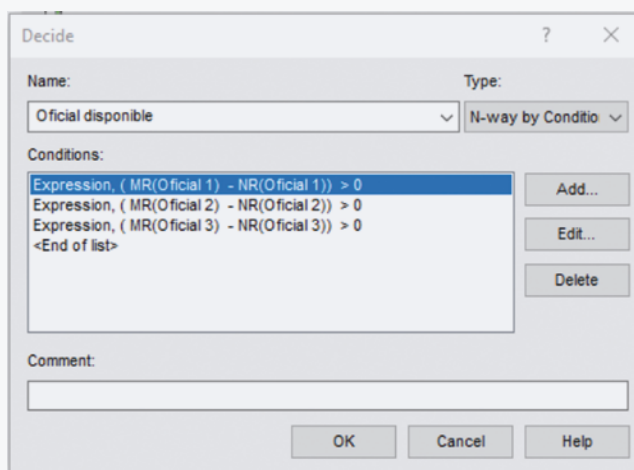 Decide ?
Name:
Type:
Oficial disponible
N-way by Conditio
Conditions:
Expression, ( MR(Oficial 1) - NR(Oficial 1)) > 0
Expression, ( MR(Oficial 2) - NR(Oficial 2)) > 0
Expression, ( MR(Oficial 3) - NR(Oficial 3)) > 0
<End of list>
Add...
Edit...
Delete
Comment:
OK
Cancel
Help